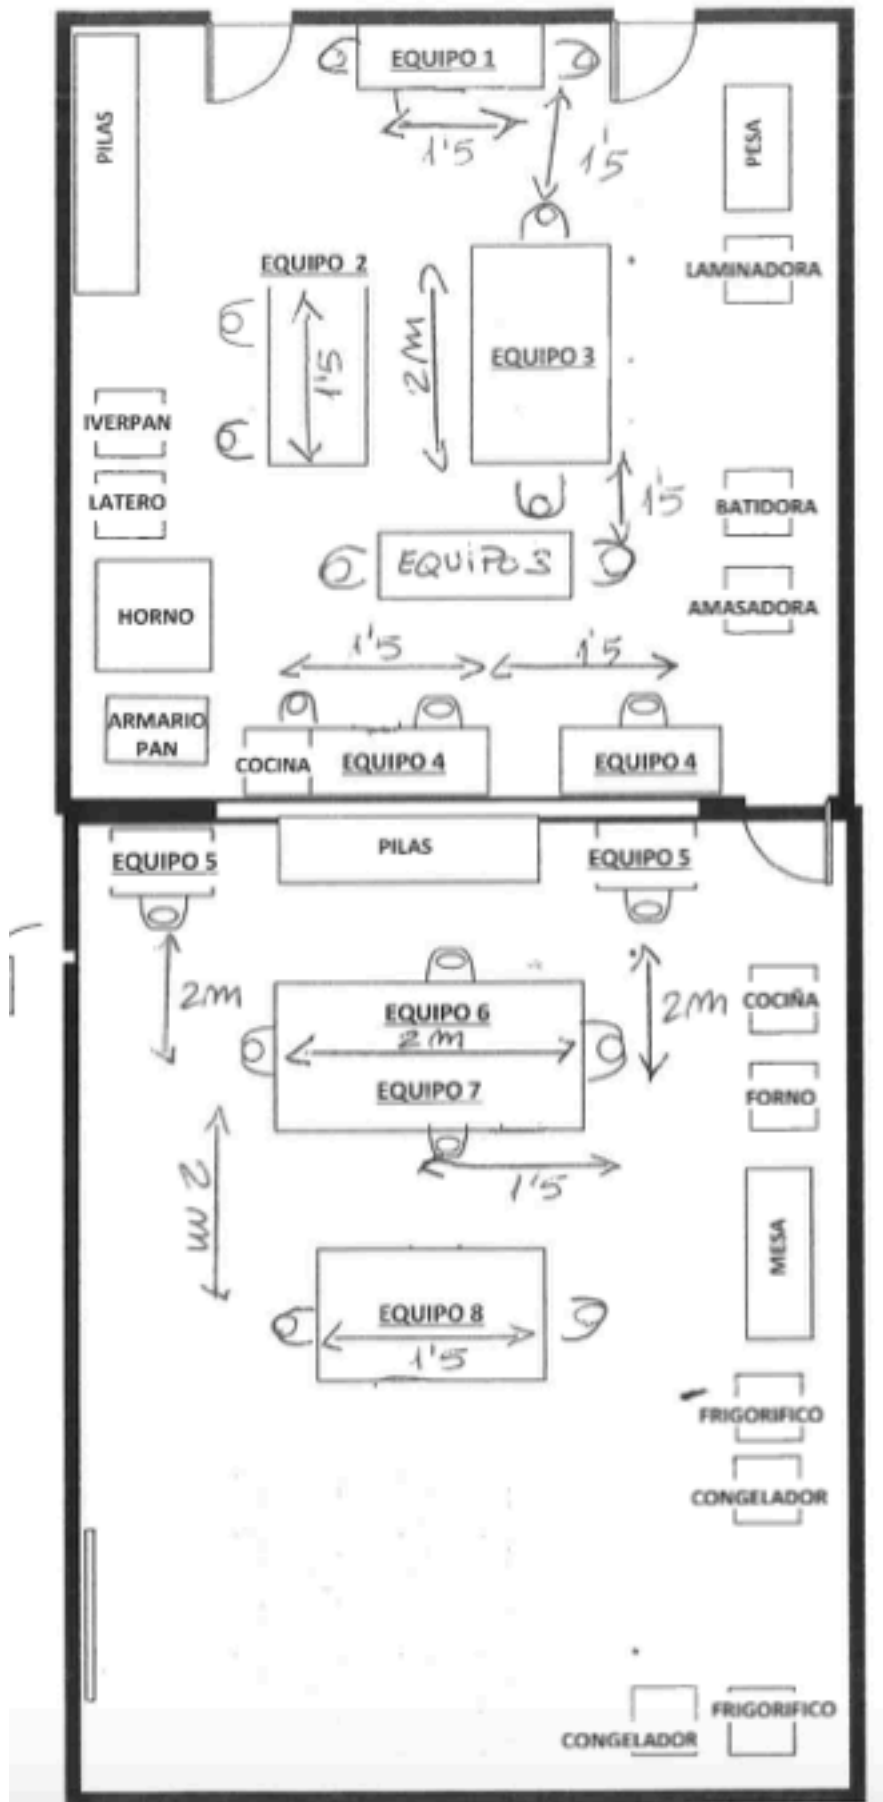 EQUIPO 1
PILAS
1'5
1'5
PESA
EQUIPO 2
LAMINADORA
1'5
2M
EQUIPO 3
IVERPAN
LATERO
1'5
BATIDORA
EQUIPO 3
HORNO
AMASADORA
1'5
1'5
ARMARIO
PAN
COCINA
EQUIPO 4
EQUIPO 4
EQUIPO 5
PILAS
EQUIPO 5
2M
EQUIPO 6
2M
2M
COCIÑA
EQUIPO 7
FORNO
2M
1'5
MESA
EQUIPO 8
1'5
FRIGORIFICO
CONGELADOR
FRIGORIFICO
CONGELADOR